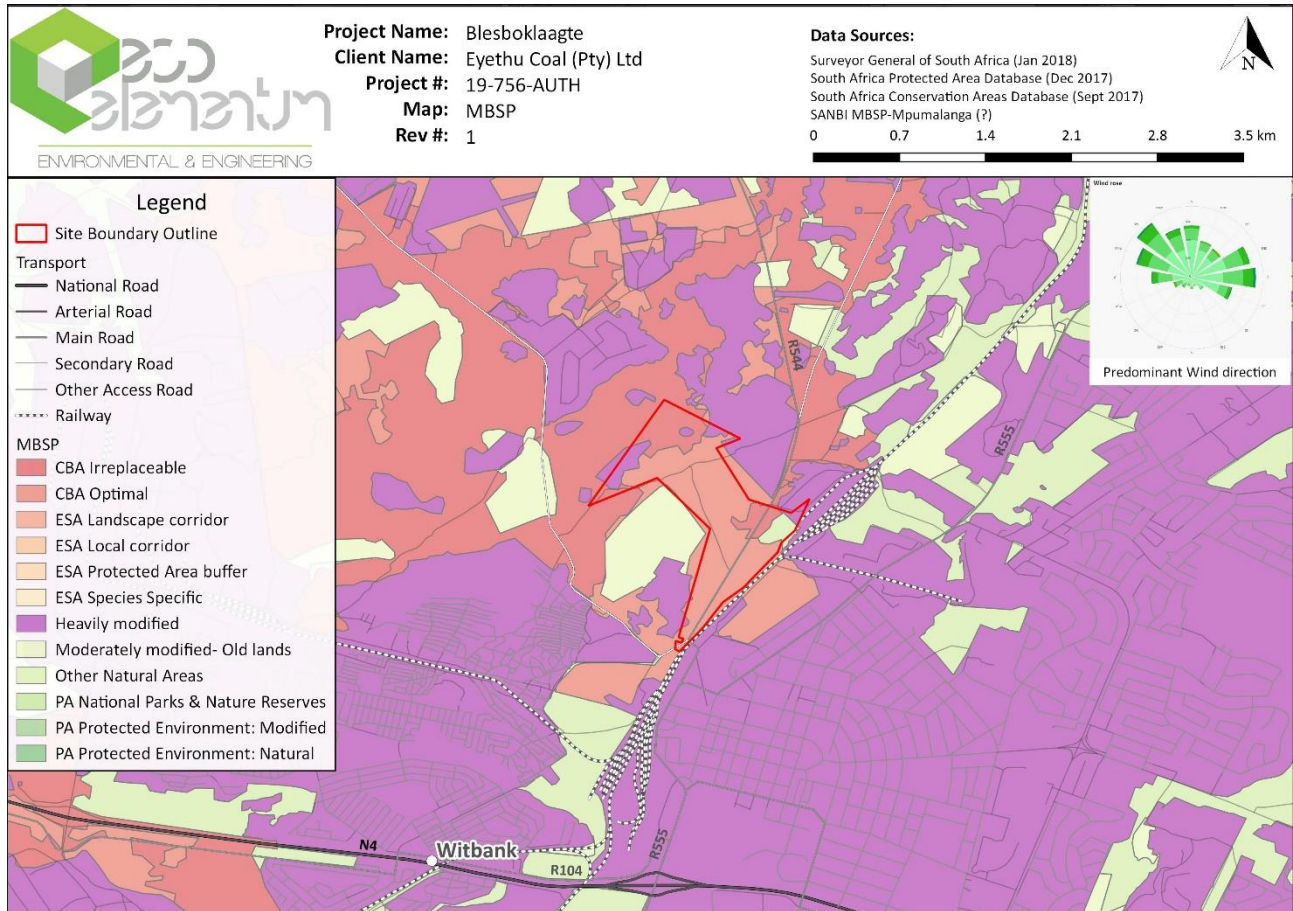 eco
elementum
ENVIRONMENTAL & ENGINEERING
Project Name: Blesboklaagte
Client Name: Eyethu Coal (Pty) Ltd
Project #: 19-756-AUTH
Map: MBSP
Rev #: 1
Data Sources:
Surveyor General of South Africa (Jan 2018)
South Africa Protected Area Database (Dec 2017)
South Africa Conservation Areas Database (Sept 2017)
SANBI MBSP-Mpumalanga (?)
0 0.7 1.4 2.1 2.8 3.5 km
N
Legend
Site Boundary Outline
Transport
National Road
Arterial Road
Main Road
Secondary Road
Other Access Road
Railway
MBSP
CBA Irreplaceable
CBA Optimal
ESA Landscape corridor
ESA Local corridor
ESA Protected Area buffer
ESA Species Specific
Heavily modified
Moderately modified- Old lands
Other Natural Areas
PA National Parks & Nature Reserves
PA Protected Environment: Modified
PA Protected Environment: Natural
Wind rose
Predominant Wind direction
R544
R555
N4
Witbank
R104
R555